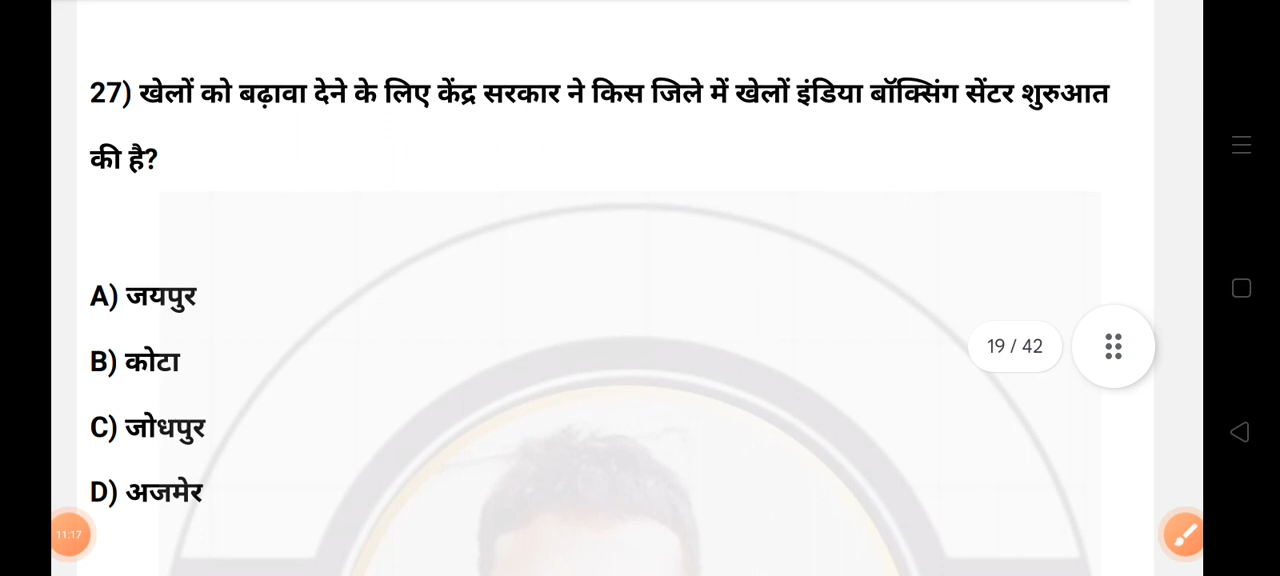 27) खेलों को बढ़ावा देने के लिए केंद्र सरकार ने किस जिले में खेलों इंडिया बॉक्सिंग सेंटर शुरुआत
की है?
A) जयपुर
B) कोटा
19 / 42
C) जोधपुर
D) अजमेर
11:17